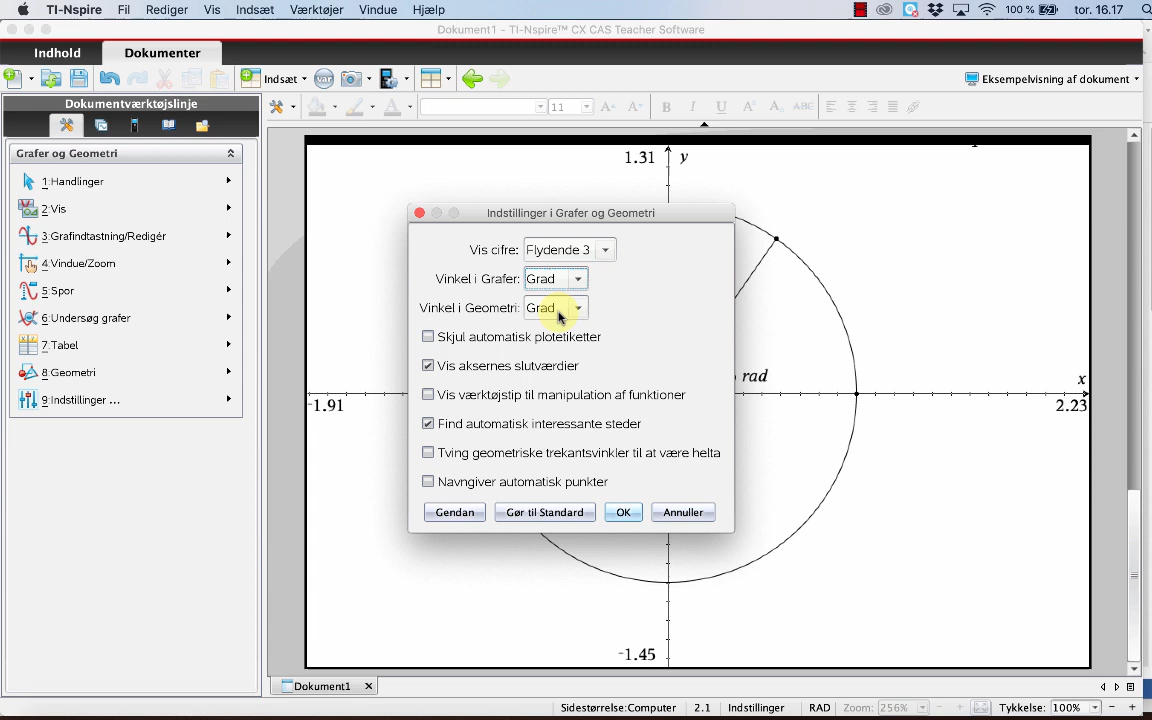 TI-Nspire Fil Rediger Vis Indsæt Værktøjer Vindue Hjælp 100 % tor. 16.17
Dokument1 - TI-Nspire™ CX CAS Teacher Software
Indhold Dokumenter
Indsæt var Eksempelvisning af dokument
Dokumentværktøjslinje
11 A A A B I U A A ABC
Grafer og Geometri
1:Handlinger
2:Vis
3:Grafindtastning/Redigér
4:Vindue/Zoom
5:Spor
6:Undersøg grafer
7:Tabel
8:Geometri
9:Indstillinger ...
1.31 y
Indstillinger i Grafer og Geometri
Vis cifre: Flydende 3
Vinkel i Grafer: Grad
Vinkel i Geometri: Grad
Skjul automatisk plotetiketter
Vis aksernes slutværdier
Vis værktøjstip til manipulation af funktioner
Find automatisk interessante steder
Tving geometriske trekantsvinkler til at være helta
Navngiver automatisk punkter
Gendan Gør til Standard OK Annuller
rad
x
-1.91 2.23
-1.45
Dokument1
Sidestørrelse:Computer 2.1 Indstillinger RAD Zoom: 256% Tykkelse: 100%